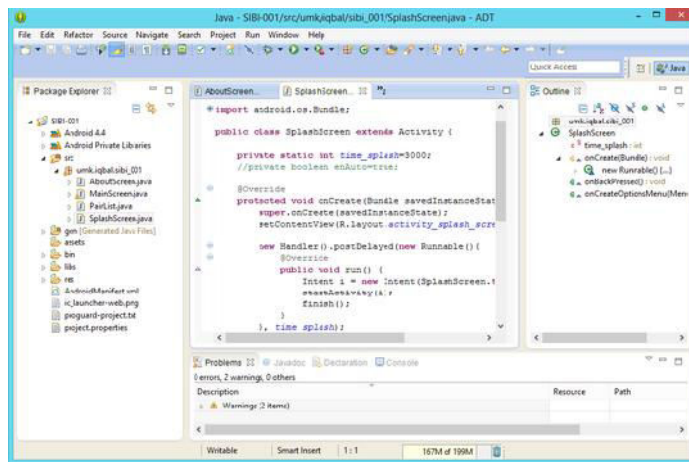 Java - SIBI-001/src/umk/iqbal/sibi_001/SplashScreen.java - ADT
File Edit Refactor Source Navigate Search Project Run Window Help
Quick Access
Java
Package Explorer
SIBI-001
Android 4.4
Android Private Libraries
src
umk.iqbal.sibi_001
AboutScreen.java
MainScreen.java
PairList.java
SplashScreen.java
gen [Generated Java Files]
assets
bin
libs
res
AndroidManifest.xml
ic_launcher-web.png
proguard-project.txt
project.properties
AboutScreen...
SplashScreen...
import android.os.Bundle;
public class SplashScreen extends Activity {
private static int time_splash=3000;
//private boolean enAuto=true;
@Override
protected void onCreate(Bundle savedInstanceStat
super.onCreate(savedInstanceState);
setContentView(R.layout.activity_splash_scre
new Handler().postDelayed(new Runnable(){
@Override
public void run() {
Intent i = new Intent(SplashScreen.t
startActivity(i);
finish();
}
}, time_splash);
Outline
umk.iqbal.sibi_001
SplashScreen
time_splash : int
onCreate(Bundle) : void
new Runnable() {...}
onBackPressed() : void
onCreateOptionsMenu(Men
Problems Javadoc Declaration Console
0 errors, 2 warnings, 0 others
Description Resource Path
Warnings (2 items)
Writable Smart Insert 1 : 1 167M of 199M